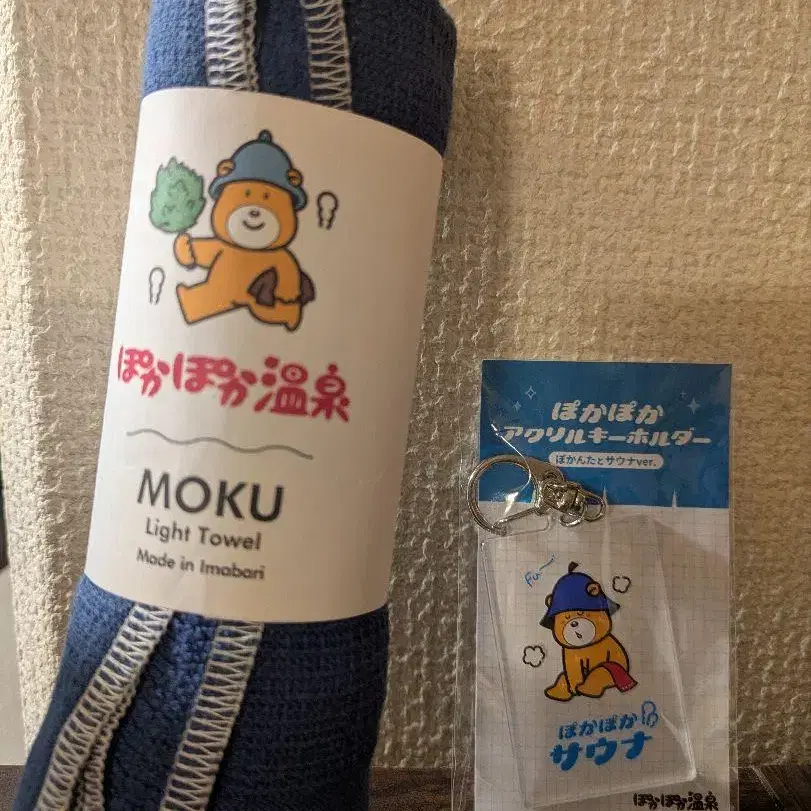 ぽかぽか温泉
MOKU
Light Towel
Made in Imabari
ぽかぽか
アクリルキーホルダー
ぽかんたとサウナver.
Fu~
ぽかぽか
サウナ
ぽかぽか温泉